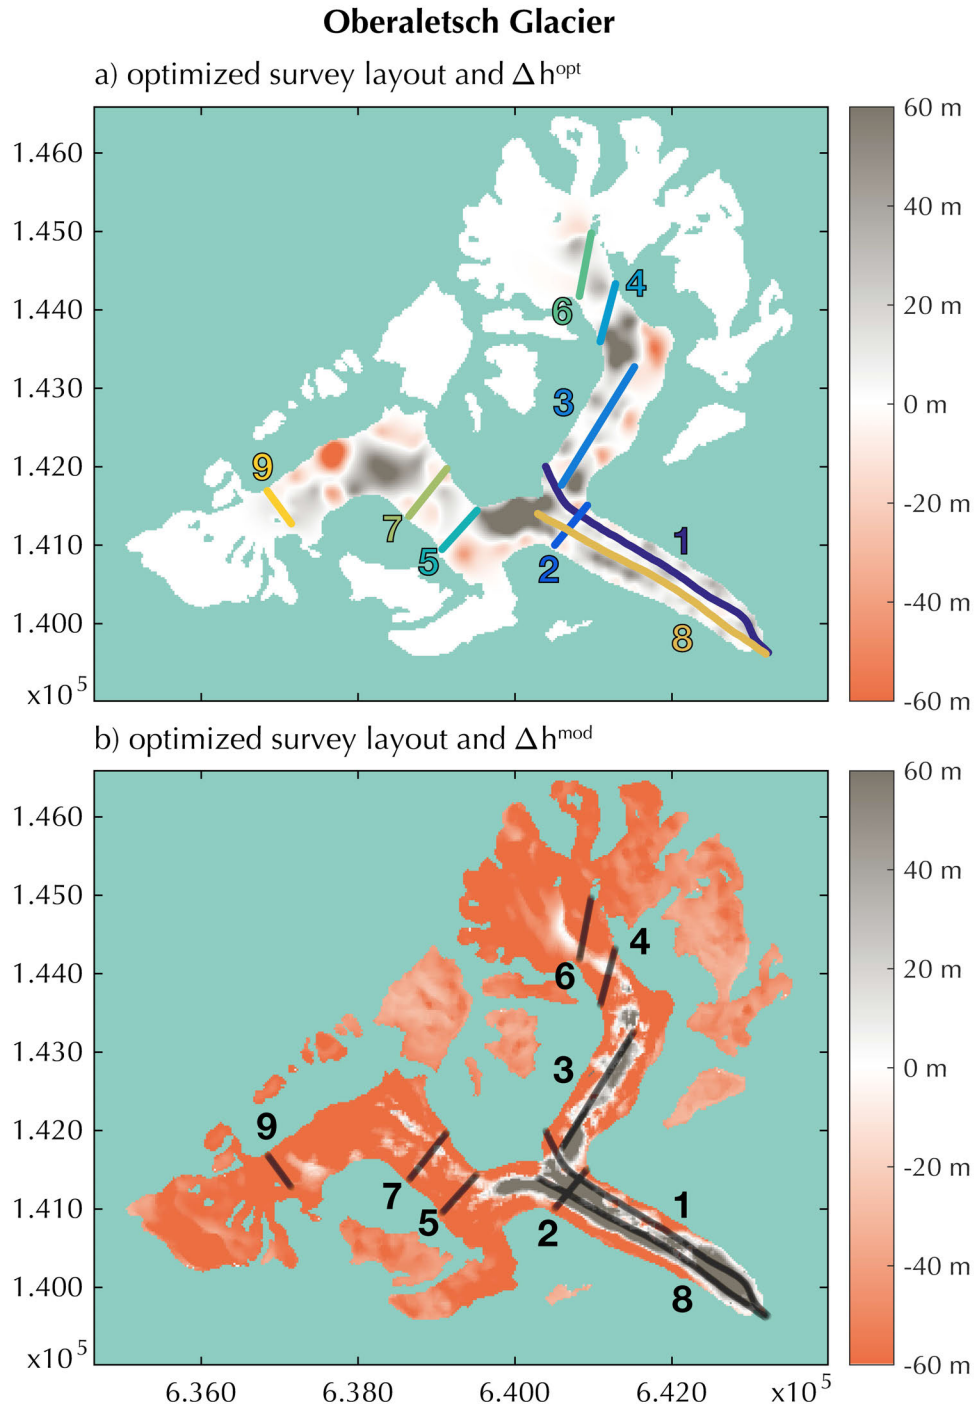 Oberaletsch Glacier
a) optimized survey layout and Δh^opt
60 m
1.460
40 m
1.450
4
20 m
1.440
6
1.430
3
0 m
1.420
9
-20 m
7
1
1.410
5
2
-40 m
1.400
8
x10^5
-60 m
b) optimized survey layout and Δh^mod
60 m
1.460
40 m
1.450
4
20 m
1.440
6
1.430
3
0 m
1.420
9
-20 m
7
1
1.410
5
2
-40 m
1.400
8
x10^5
-60 m
6.360 6.380 6.400 6.420 x10^5